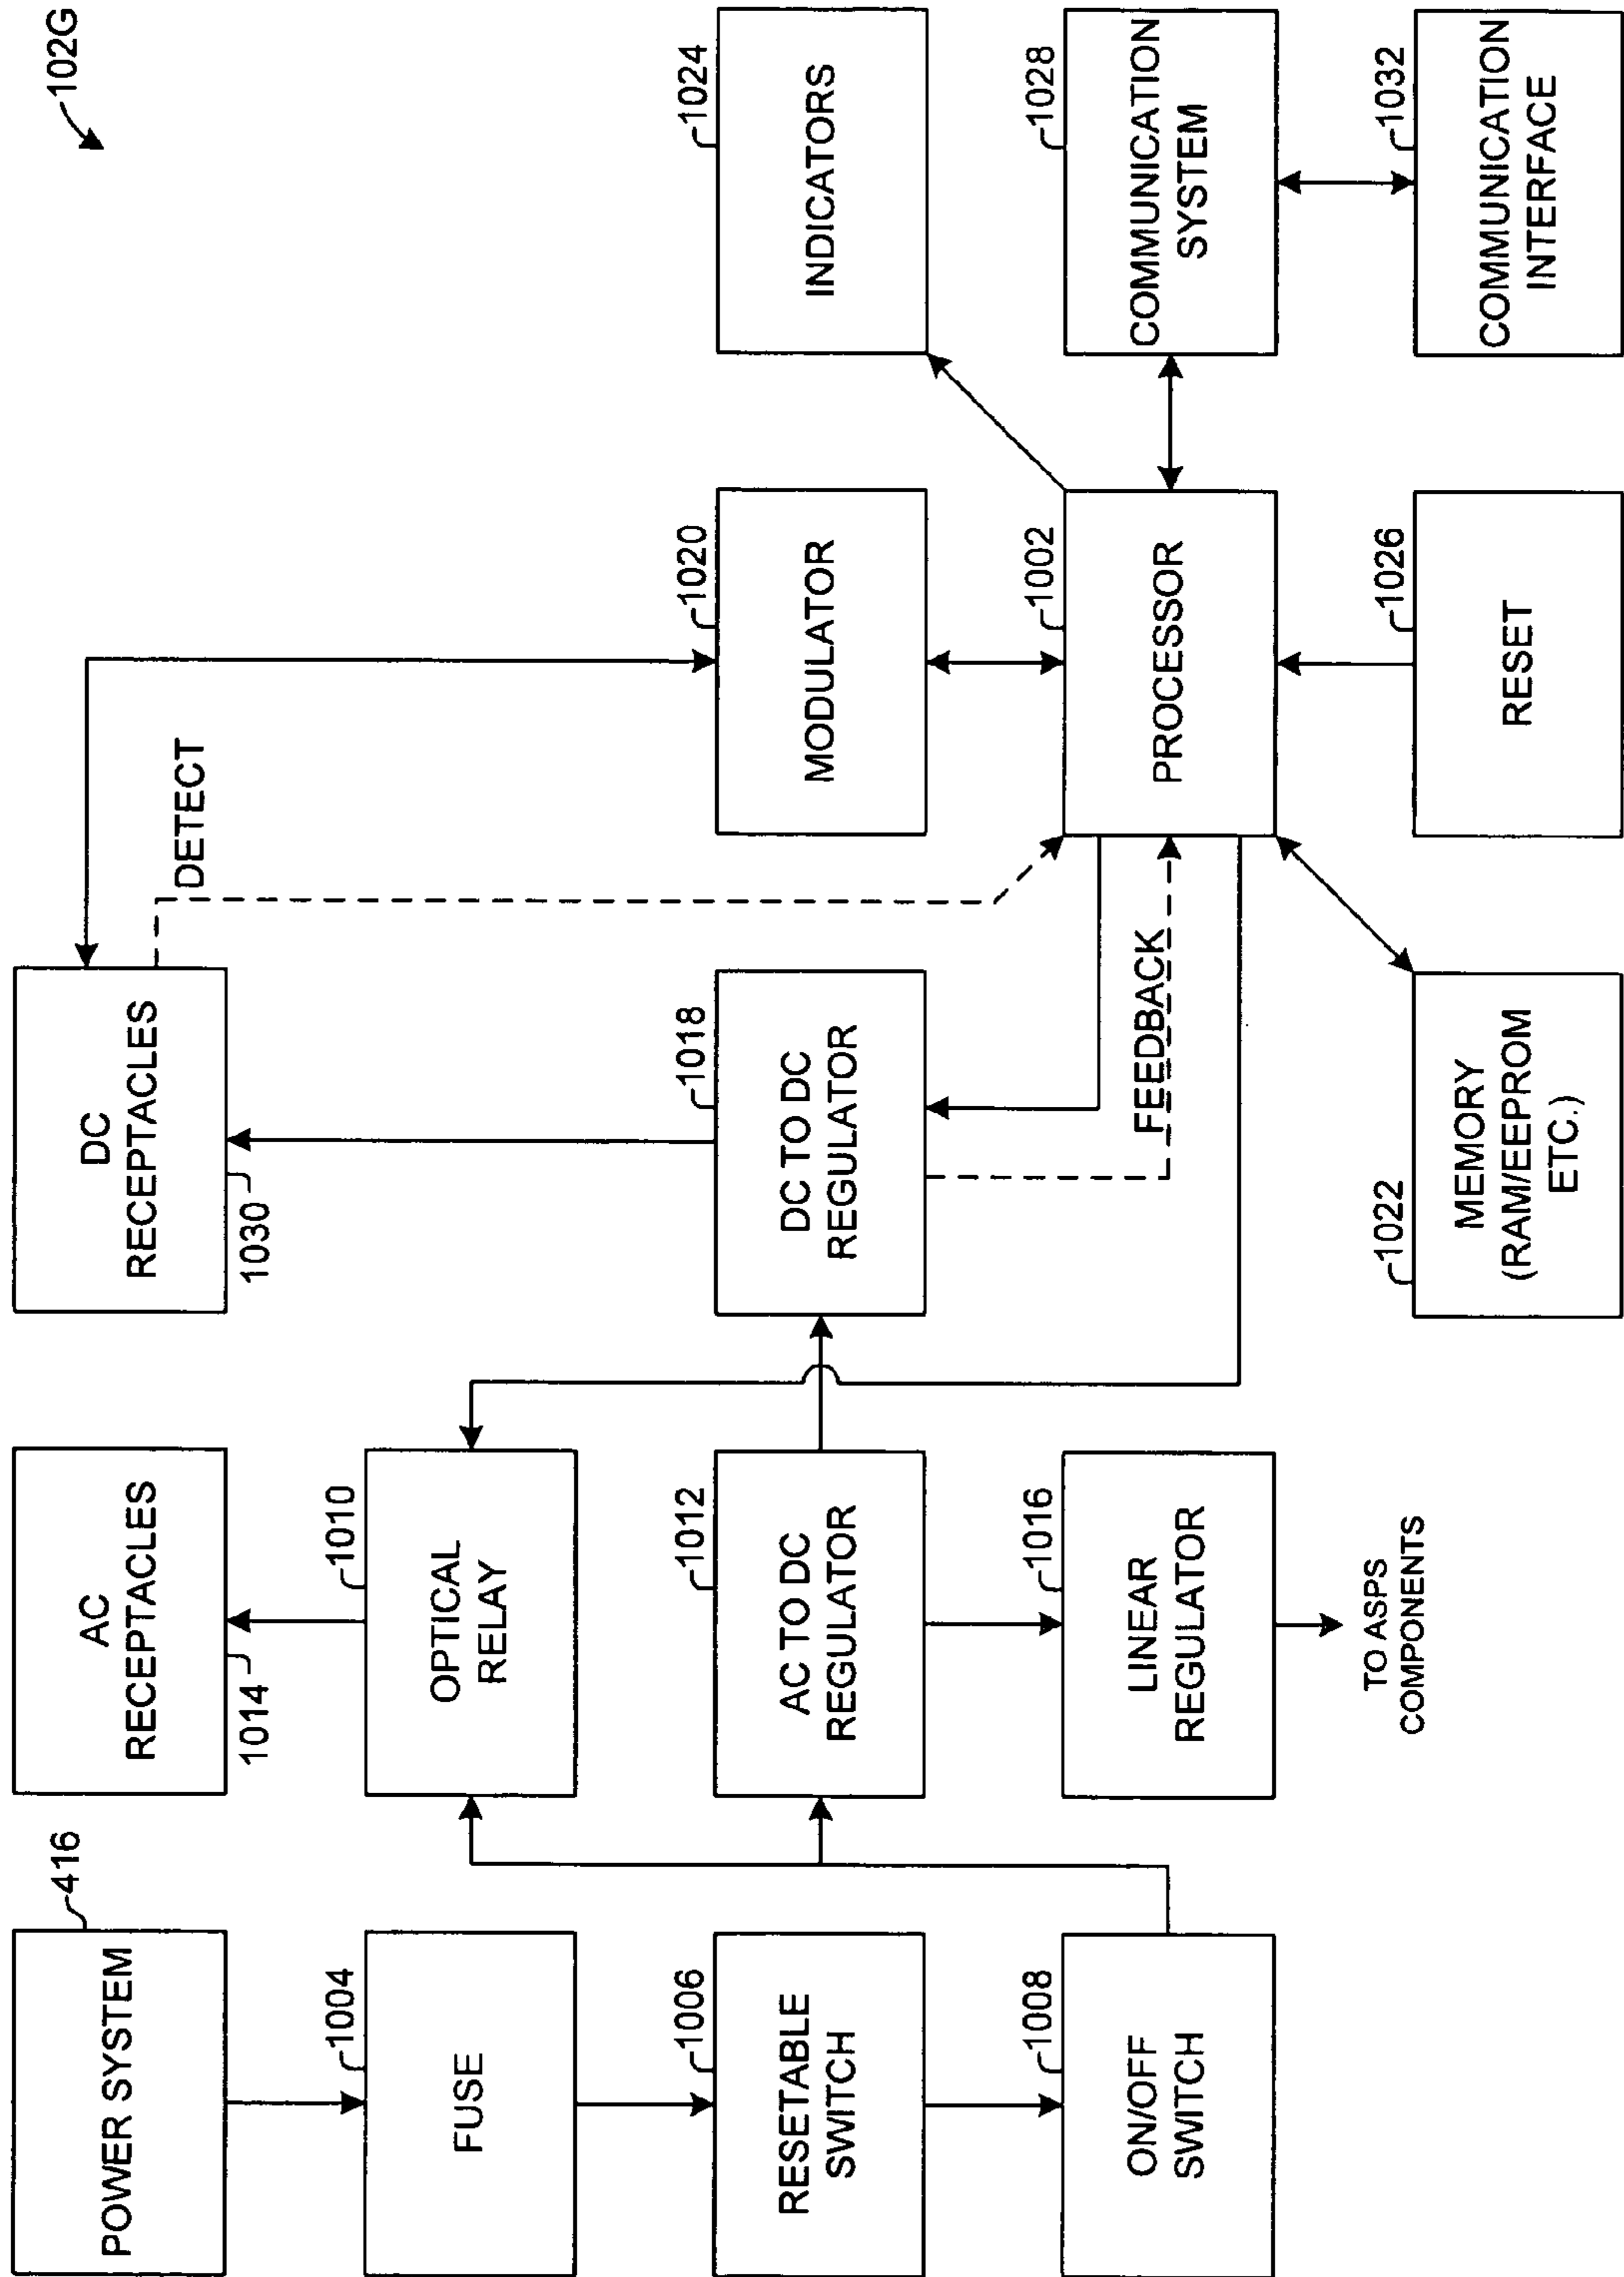 102G
POWER SYSTEM
416
FUSE
1004
RESETABLE
SWITCH
1006
ON/OFF
SWITCH
1008
AC
RECEPTACLES
1014
OPTICAL
RELAY
1010
AC TO DC
REGULATOR
1012
LINEAR
REGULATOR
1016
TO ASPS
COMPONENTS
DC
RECEPTACLES
1030
DETECT
DC TO DC
REGULATOR
1018
FEEDBACK
MEMORY
(RAM/EEPROM
ETC.)
1022
MODULATOR
1020
PROCESSOR
1002
RESET
1026
INDICATORS
1024
COMMUNICATION
SYSTEM
1028
COMMUNICATION
INTERFACE
1032